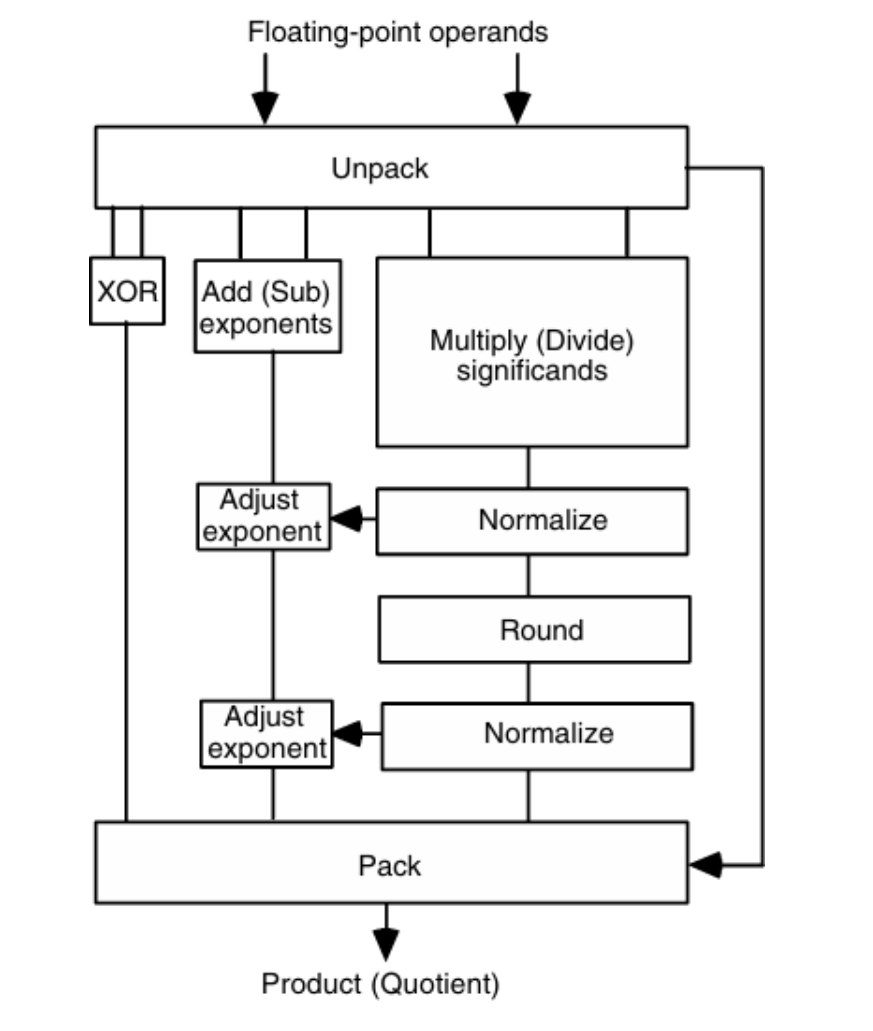 Floating-point operands
Unpack
XOR
Add (Sub)
exponents
Multiply (Divide)
significands
Adjust
exponent
Normalize
Round
Adjust
exponent
Normalize
Pack
Product (Quotient)